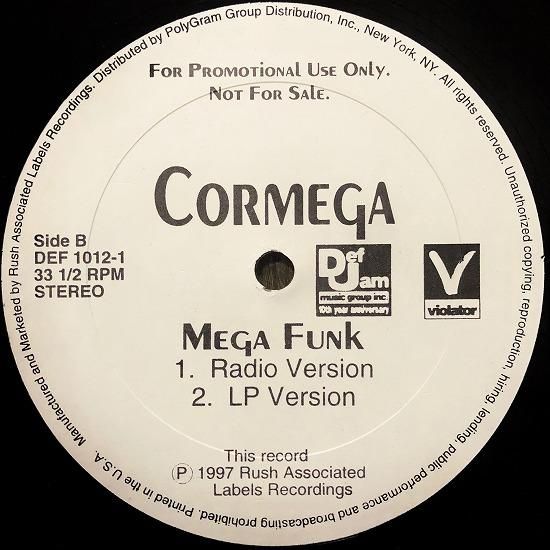 Manufactured and Marketed by Rush Associated Labels Recordings. Distributed by PolyGram Group Distribution, Inc., New York, NY. All rights reserved. Unauthorized copying, reproduction, hiring, lending, public performance and broadcasting prohibited. Printed in the U.S.A.
FOR PROMOTIONAL USE ONLY.
NOT FOR SALE.
CORMEGA
Side B
DEF 1012-1
33 1/2 RPM
STEREO
Def
Jam
music group inc.
10th year anniversary
V
violator
MEGA FUNK
1. Radio Version
2. LP Version
This record
Ⓟ 1997 Rush Associated
Labels Recordings